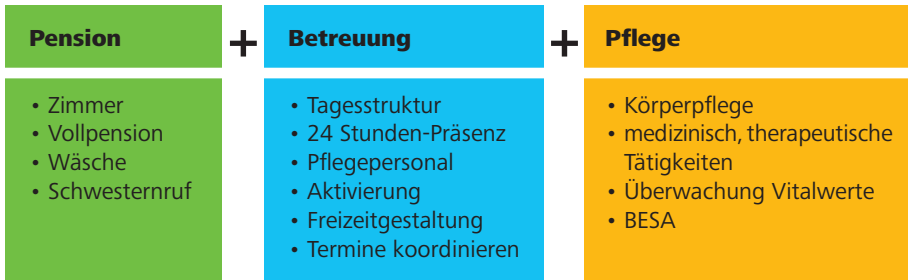 Pension + Betreuung + Pflege
• Zimmer
• Vollpension
• Wäsche
• Schwesternruf
• Tagesstruktur
• 24 Stunden-Präsenz
• Pflegepersonal
• Aktivierung
• Freizeitgestaltung
• Termine koordinieren
• Körperpflege
• medizinisch, therapeutische
Tätigkeiten
• Überwachung Vitalwerte
• BESA